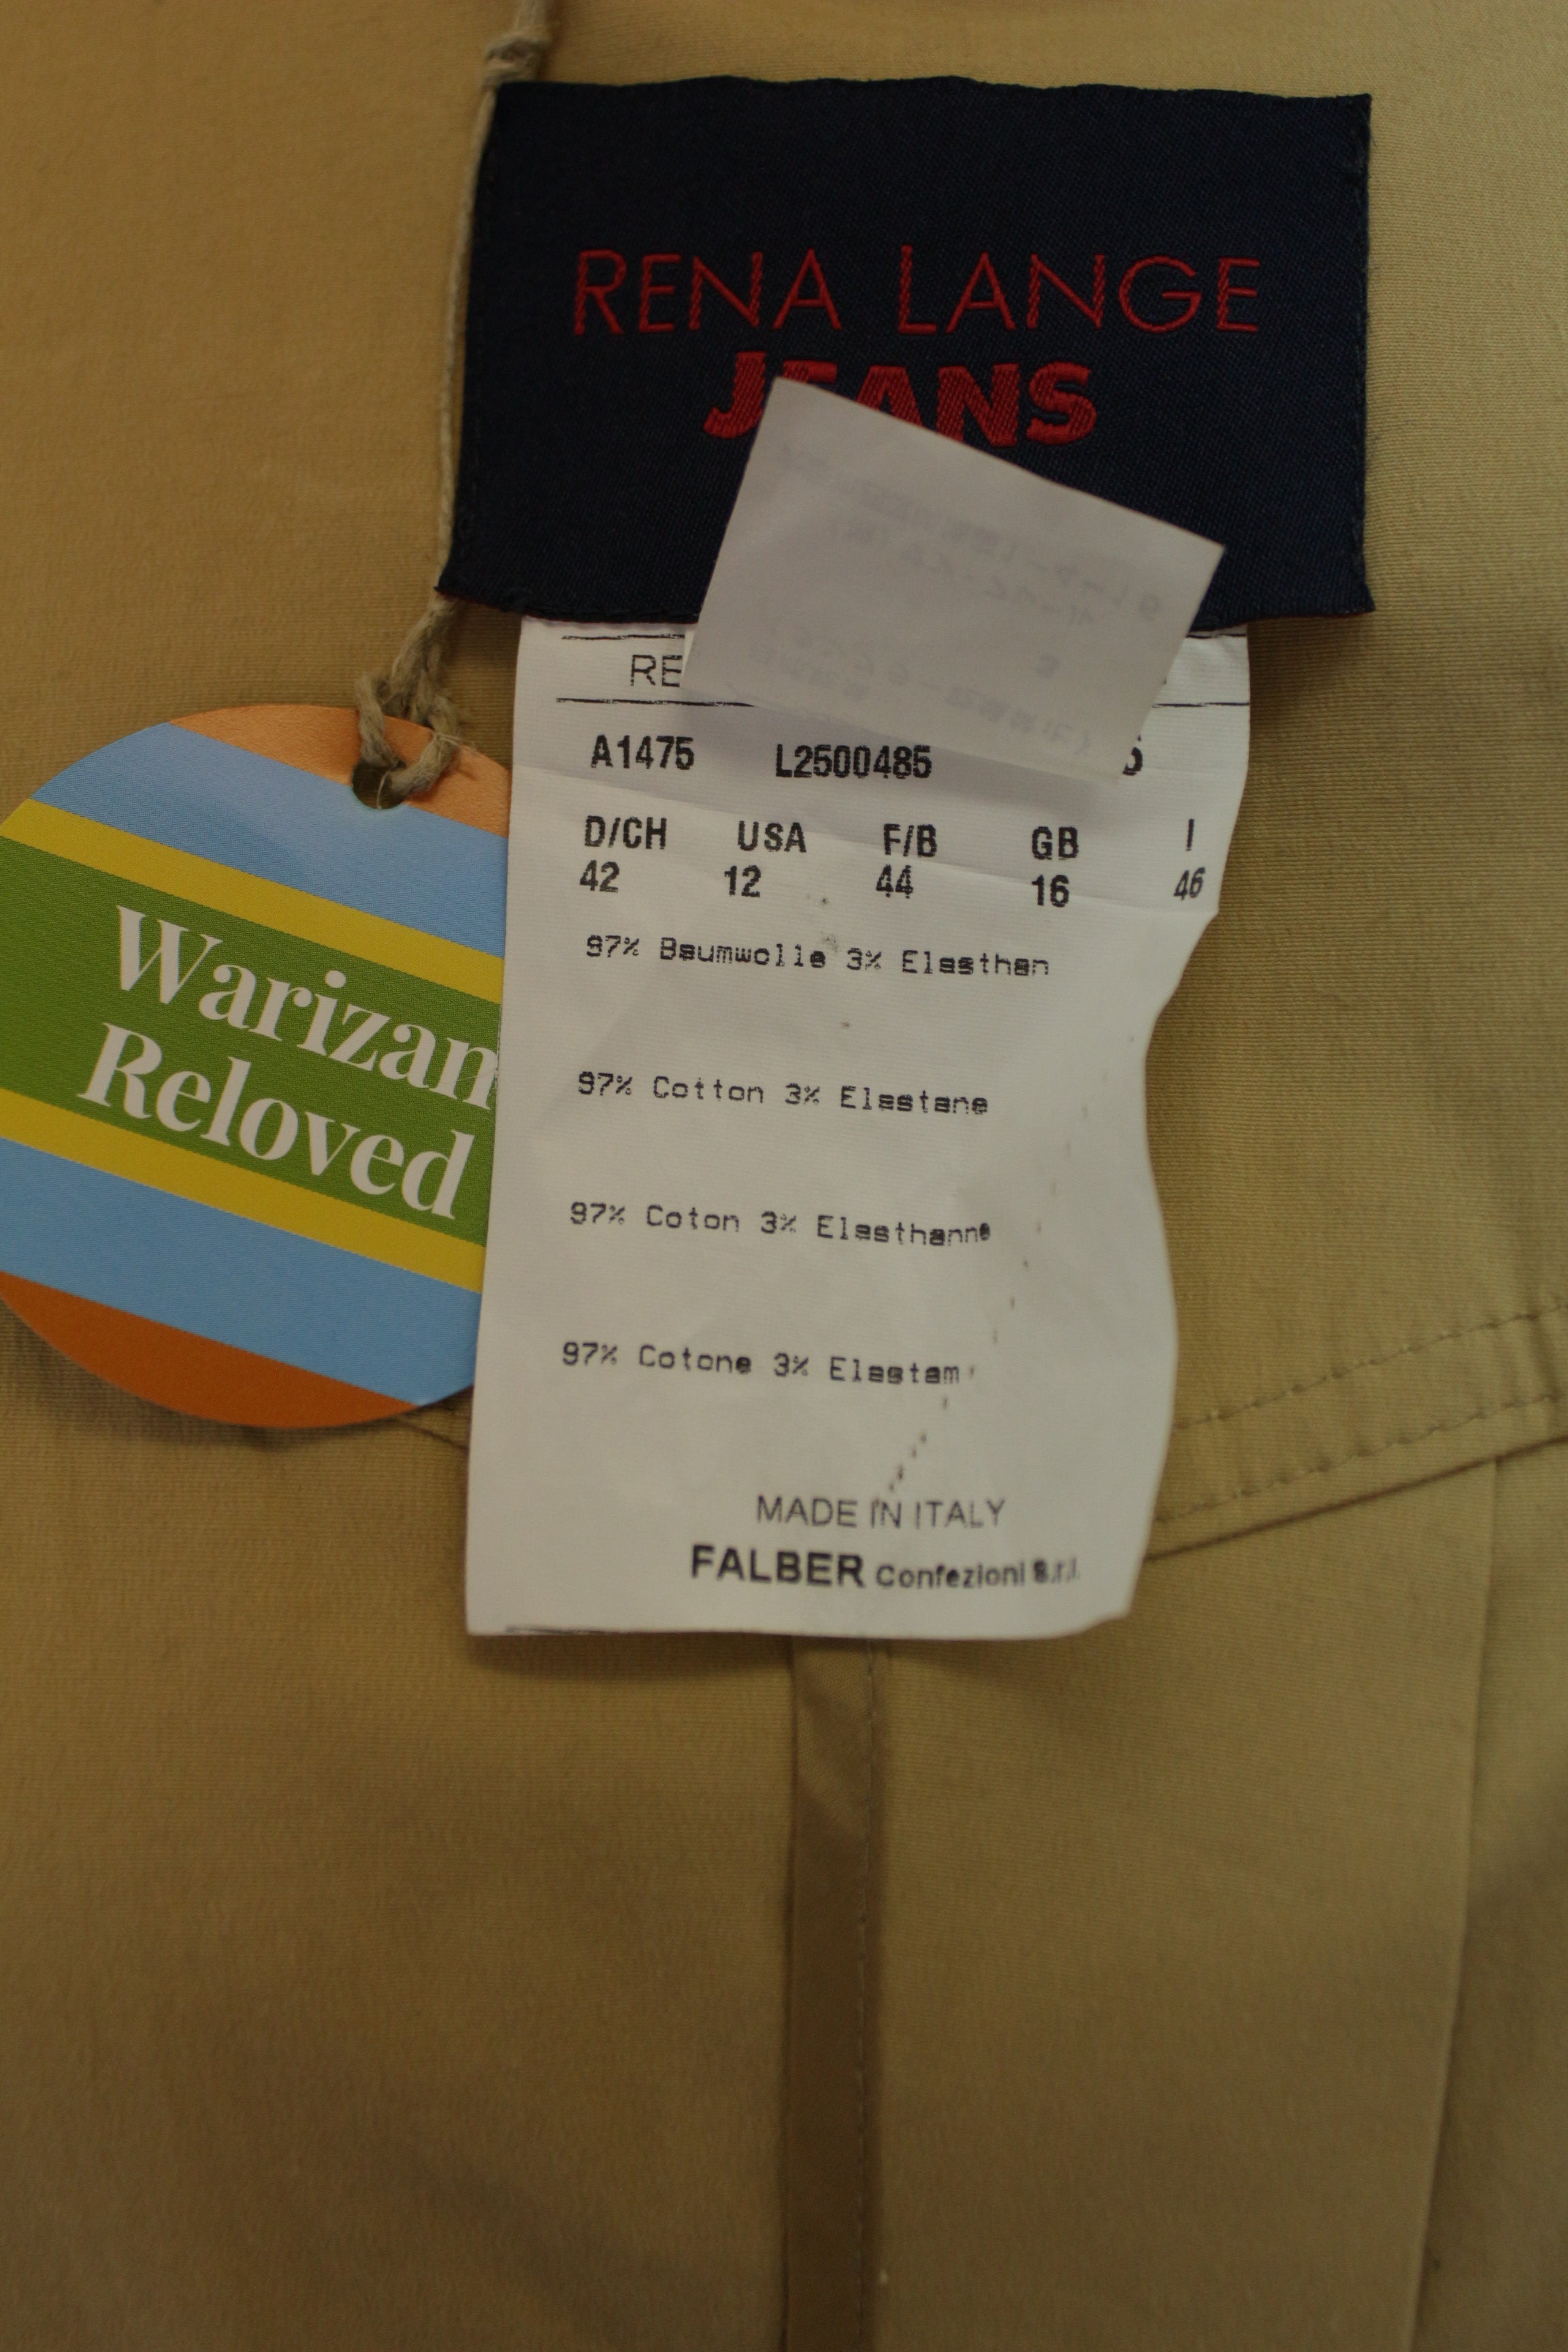 RENA LANGE
JEANS
RE
A1475 L2500485
D/CH USA F/B GB I
42 12 44 16 46
97% Baumwolle 3% Elasthan
97% Cotton 3% Elastane
97% Coton 3% Elasthanne
97% Cotone 3% Elastam
MADE IN ITALY
FALBER Confezioni S.r.l.
Warizan
Reloved